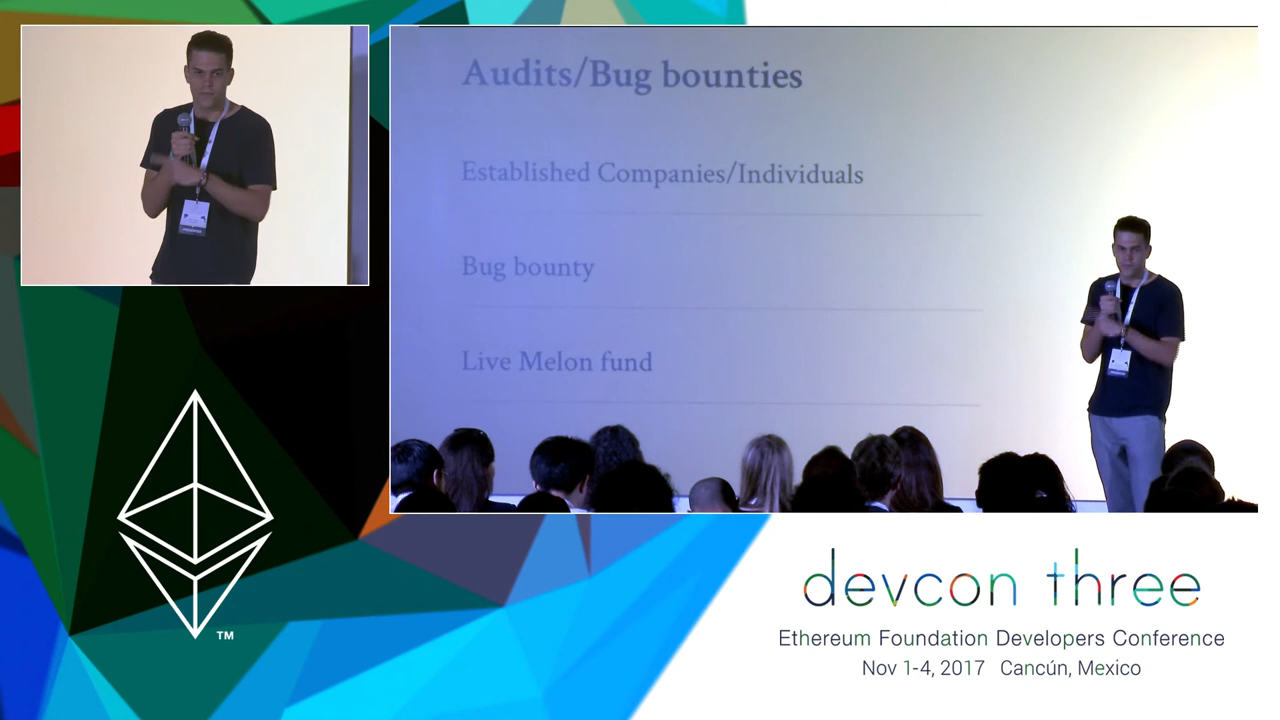 Audits/Bug bounties
Established Companies/Individuals
Bug bounty
Live Melon fund
TM
devcon three
Ethereum Foundation Developers Conference
Nov 1-4, 2017 Cancún, Mexico